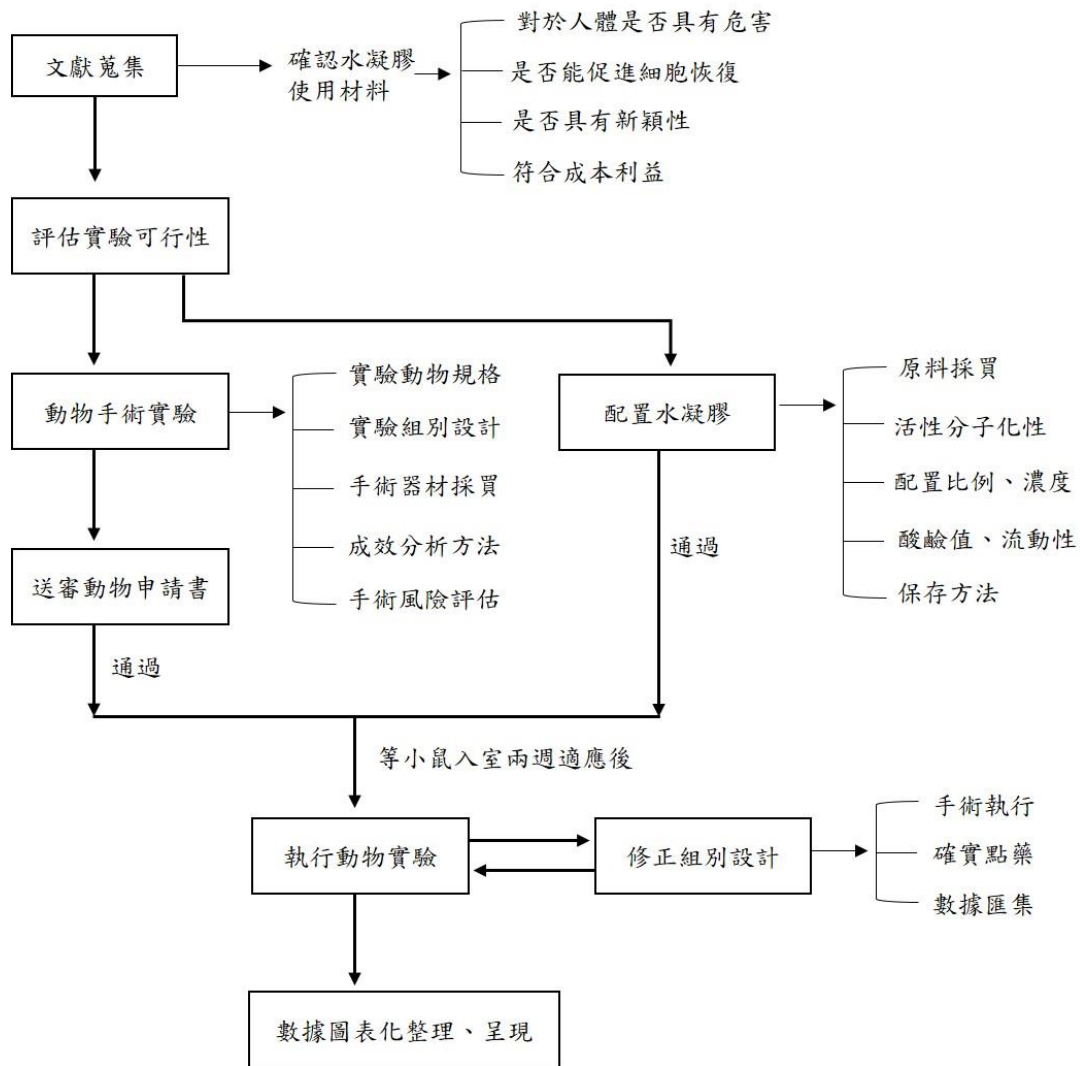 文獻蒐集
確認水凝膠
使用材料
對於人體是否具有危害
是否能促進細胞恢復
是否具有新穎性
符合成本利益
評估實驗可行性
動物手術實驗
實驗動物規格
實驗組別設計
手術器材採買
成效分析方法
手術風險評估
配置水凝膠
原料採買
活性分子化性
配置比例、濃度
酸鹼值、流動性
保存方法
送審動物申請書
通過
通過
等小鼠入室兩週適應後
執行動物實驗
修正組別設計
手術執行
確實點藥
數據匯集
數據圖表化整理、呈現